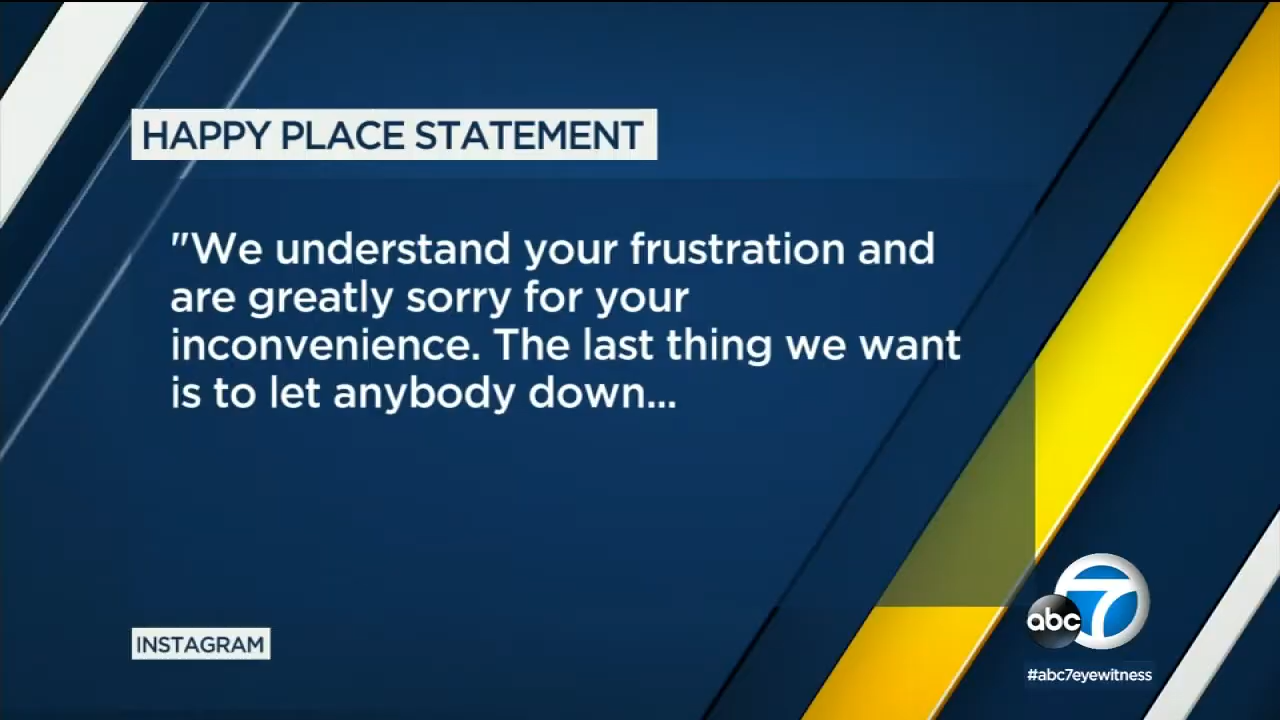 HAPPY PLACE STATEMENT
"We understand your frustration and
are greatly sorry for your
inconvenience. The last thing we want
is to let anybody down...
INSTAGRAM
abc 7
#abc7eyewitness